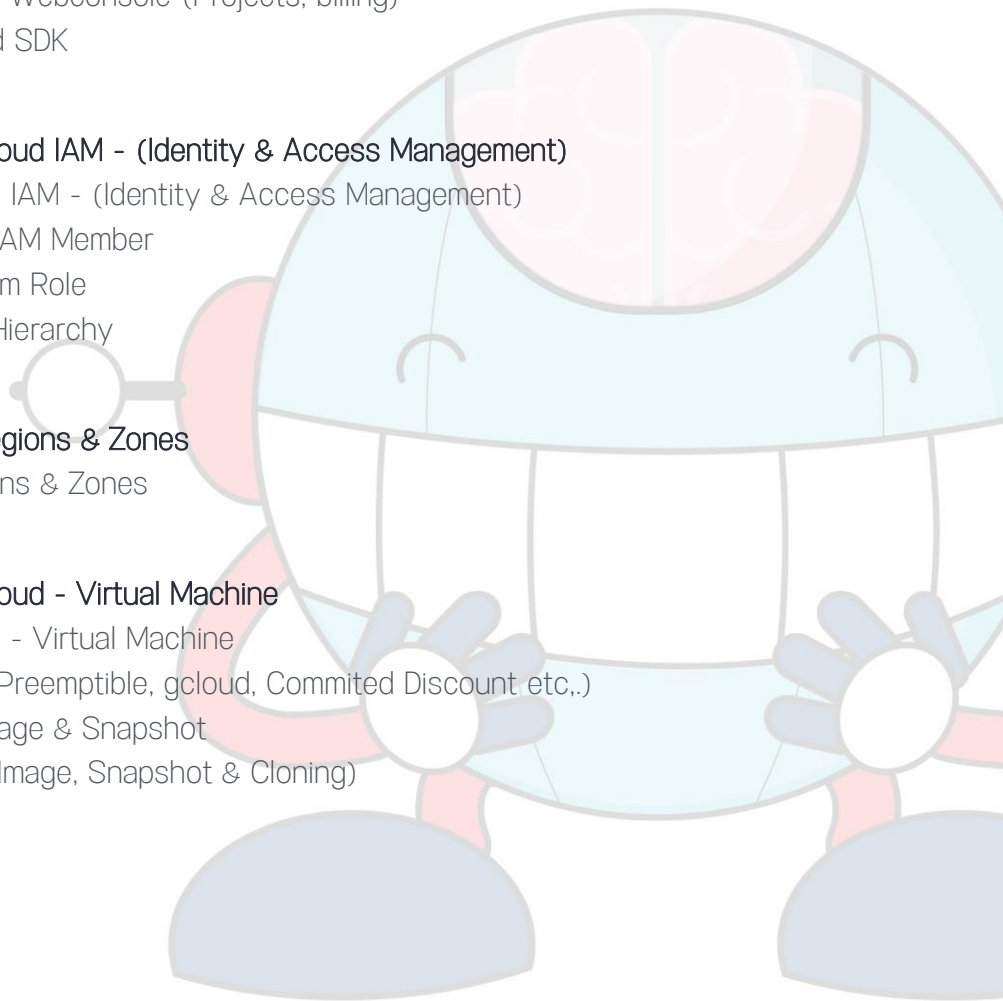 Webconsole (Projects, billing)
SDK
oud IAM - (Identity & Access Management)
IAM - (Identity & Access Management)
AM Member
m Role
Hierarchy
gions & Zones
ns & Zones
oud - Virtual Machine
- Virtual Machine
Preemptible, gcloud, Commited Discount etc,.)
age & Snapshot
Image, Snapshot & Cloning)